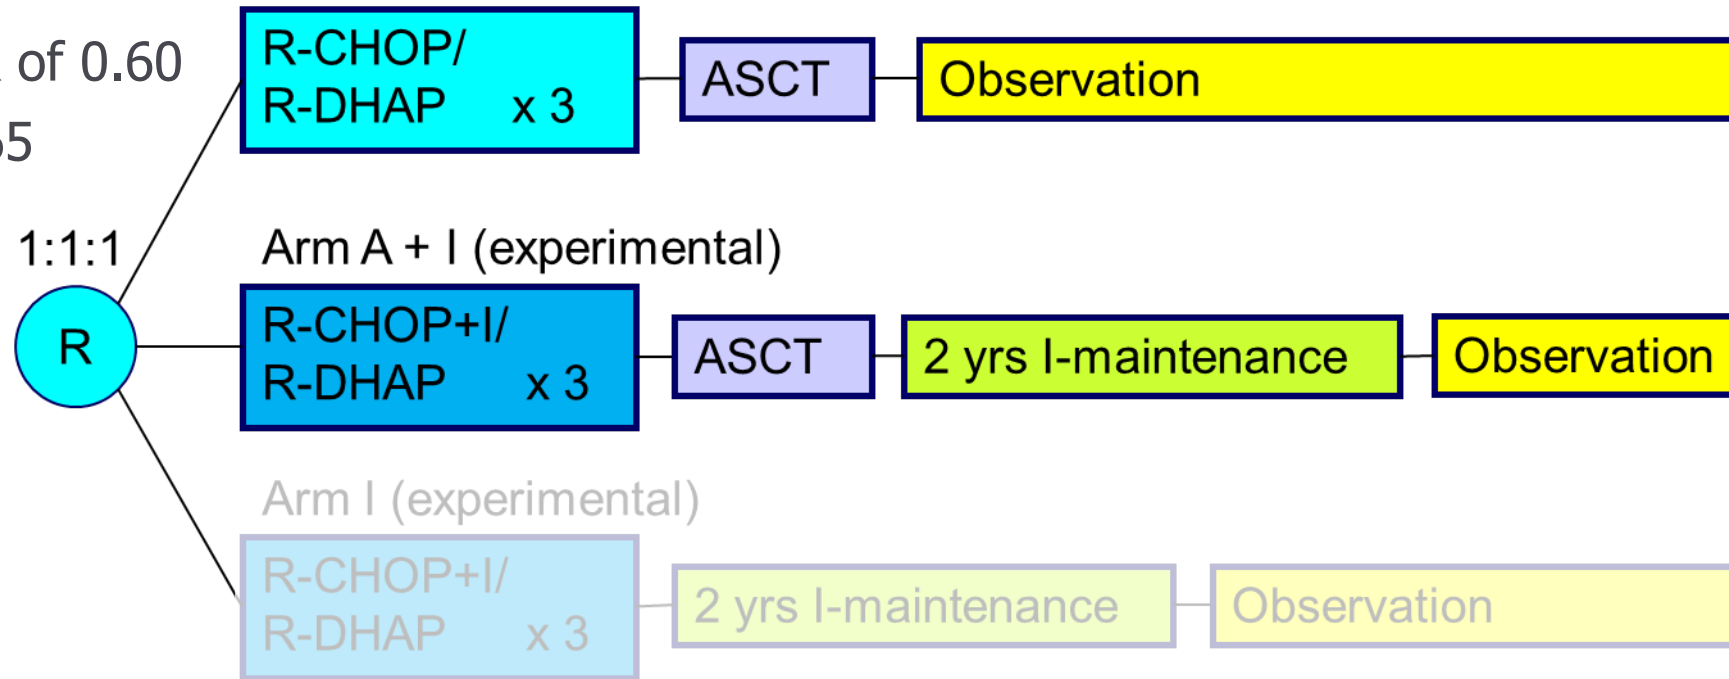 of 0.60
R-CHOP/
R-DHAP x 3
ASCT
Observation
1:1:1
R
Arm A + I (experimental)
R-CHOP+I/
R-DHAP x 3
ASCT
2 yrs I-maintenance
Observation
Arm I (experimental)
R-CHOP+I/
R-DHAP x 3
2 yrs I-maintenance
Observation